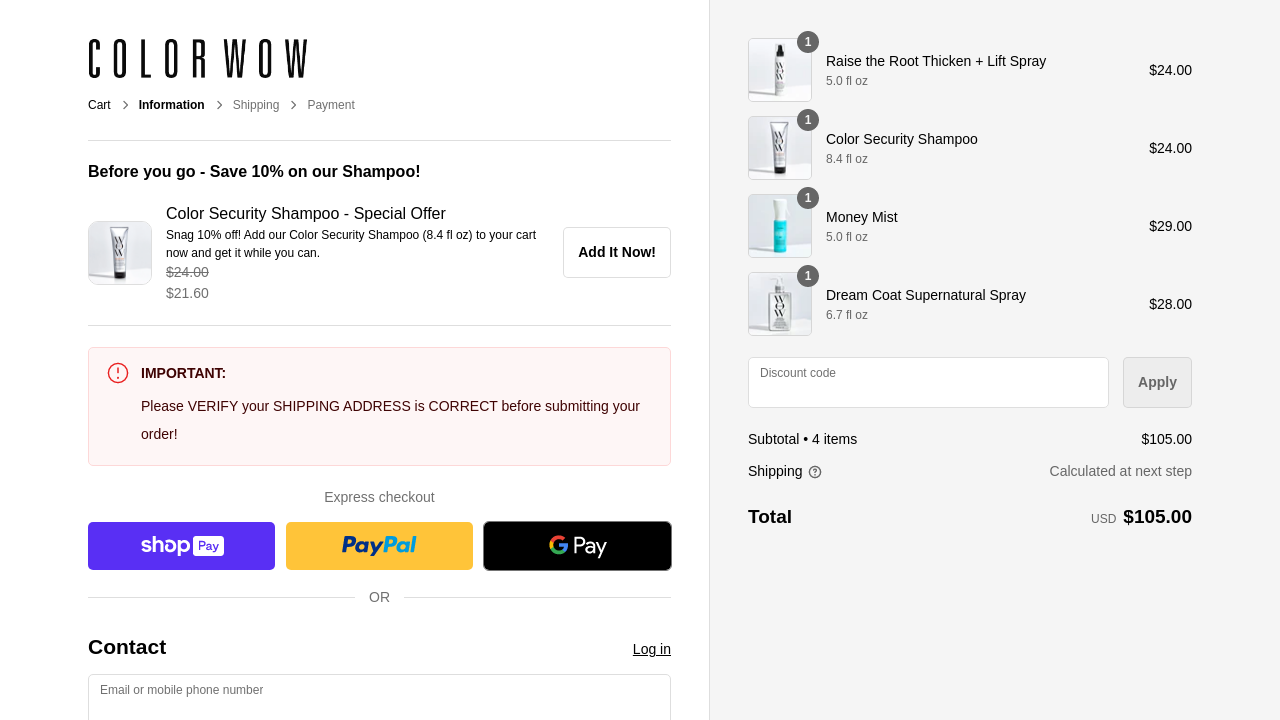 COLOR WOW
Cart > Information > Shipping > Payment
Before you go - Save 10% on our Shampoo!
Color Security Shampoo - Special Offer
Snag 10% off! Add our Color Security Shampoo (8.4 fl oz) to your cart
now and get it while you can.
$24.00
$21.60
Add It Now!
IMPORTANT:
Please VERIFY your SHIPPING ADDRESS is CORRECT before submitting your
order!
Express checkout
shop Pay
PayPal
G Pay
OR
Contact
Log in
Email or mobile phone number
1
Raise the Root Thicken + Lift Spray
5.0 fl oz
$24.00
1
Color Security Shampoo
8.4 fl oz
$24.00
1
Money Mist
5.0 fl oz
$29.00
1
Dream Coat Supernatural Spray
6.7 fl oz
$28.00
Discount code
Apply
Subtotal • 4 items
$105.00
Shipping
Calculated at next step
Total
USD $105.00